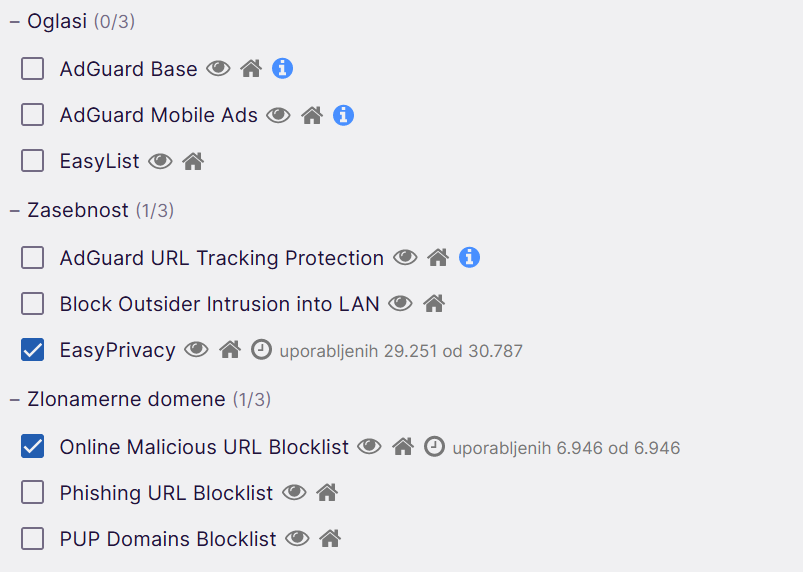 – Oglasi (0/3)
AdGuard Base
AdGuard Mobile Ads
EasyList
– Zasebnost (1/3)
AdGuard URL Tracking Protection
Block Outsider Intrusion into LAN
EasyPrivacy uporabljenih 29.251 od 30.787
– Zlonamerne domene (1/3)
Online Malicious URL Blocklist uporabljenih 6.946 od 6.946
Phishing URL Blocklist
PUP Domains Blocklist